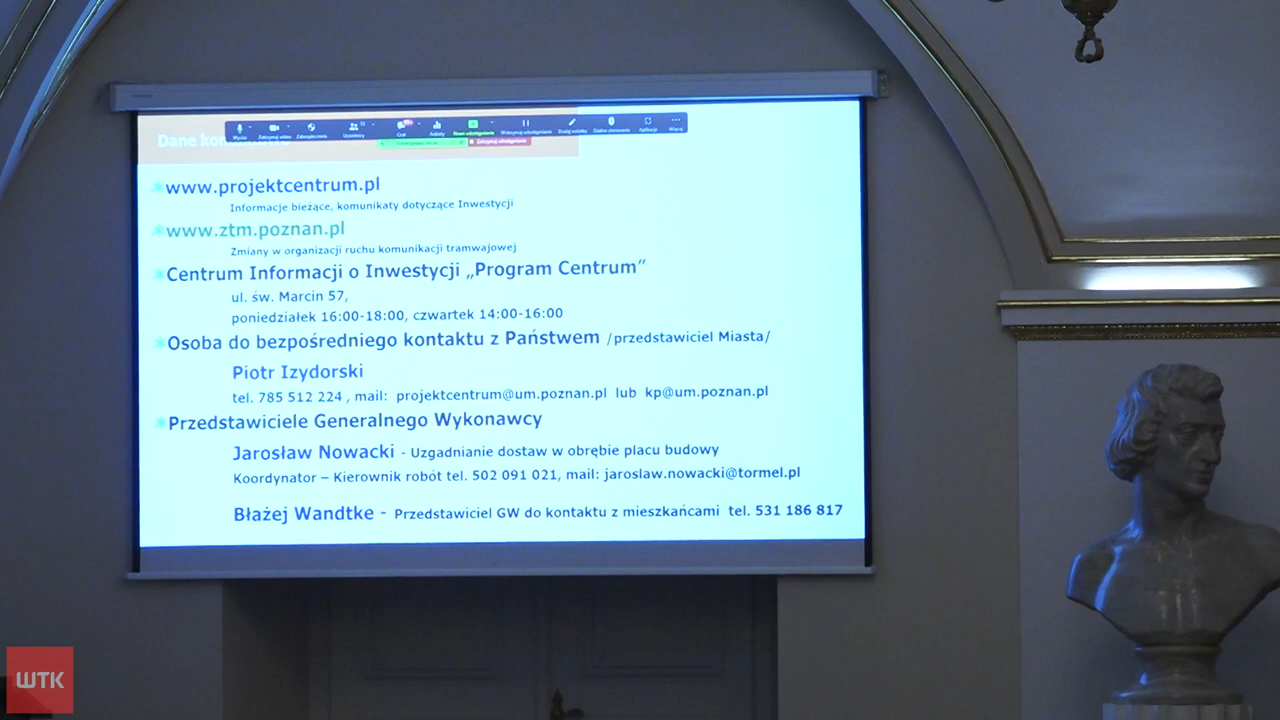 Dane kon
www.projektcentrum.pl
Informacje bieżące, komunikaty dotyczące Inwestycji
www.ztm.poznan.pl
Zmiany w organizacji ruchu komunikacji tramwajowej
Centrum Informacji o Inwestycji „Program Centrum”
ul. św. Marcin 57,
poniedziałek 16:00-18:00, czwartek 14:00-16:00
Osoba do bezpośredniego kontaktu z Państwem /przedstawiciel Miasta/
Piotr Izydorski
tel. 785 512 224 , mail: projektcentrum@um.poznan.pl lub kp@um.poznan.pl
Przedstawiciele Generalnego Wykonawcy
Jarosław Nowacki - Uzgadnianie dostaw w obrębie placu budowy
Koordynator – Kierownik robót tel. 502 091 021, mail: jaroslaw.nowacki@tormel.pl
Błażej Wandtke - Przedstawiciel GW do kontaktu z mieszkańcami tel. 531 186 817
WTK